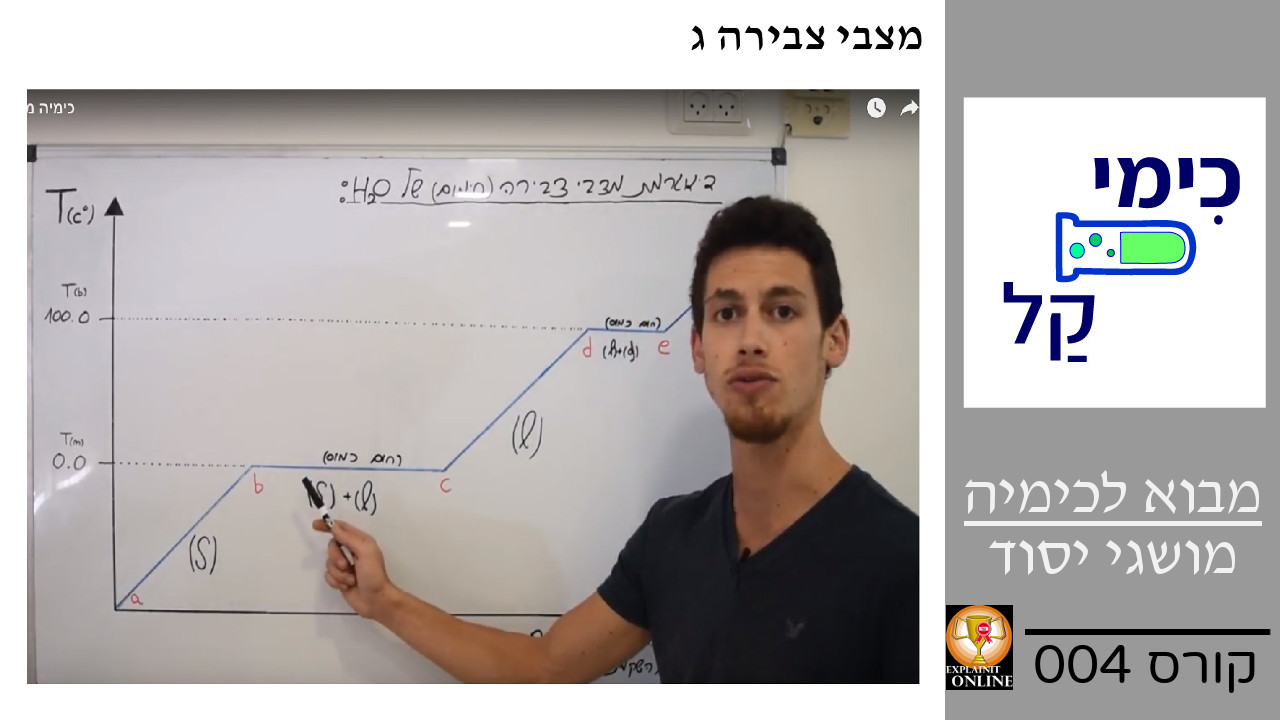 מצבי צבירה ג
כימיה מ
דיאגרמת מצבי צבירה (חימום) של H₂O:
T(c°)
T(b)
100.0
(חום כמוס)
d
e
(l)
T(m)
0.0
(חום כמוס)
b
c
(S) + (l)
(S)
a
כִימי
קַל
מבוא לכימיה
מושגי יסוד
קורס 004
EXPLAINIT
ONLINE